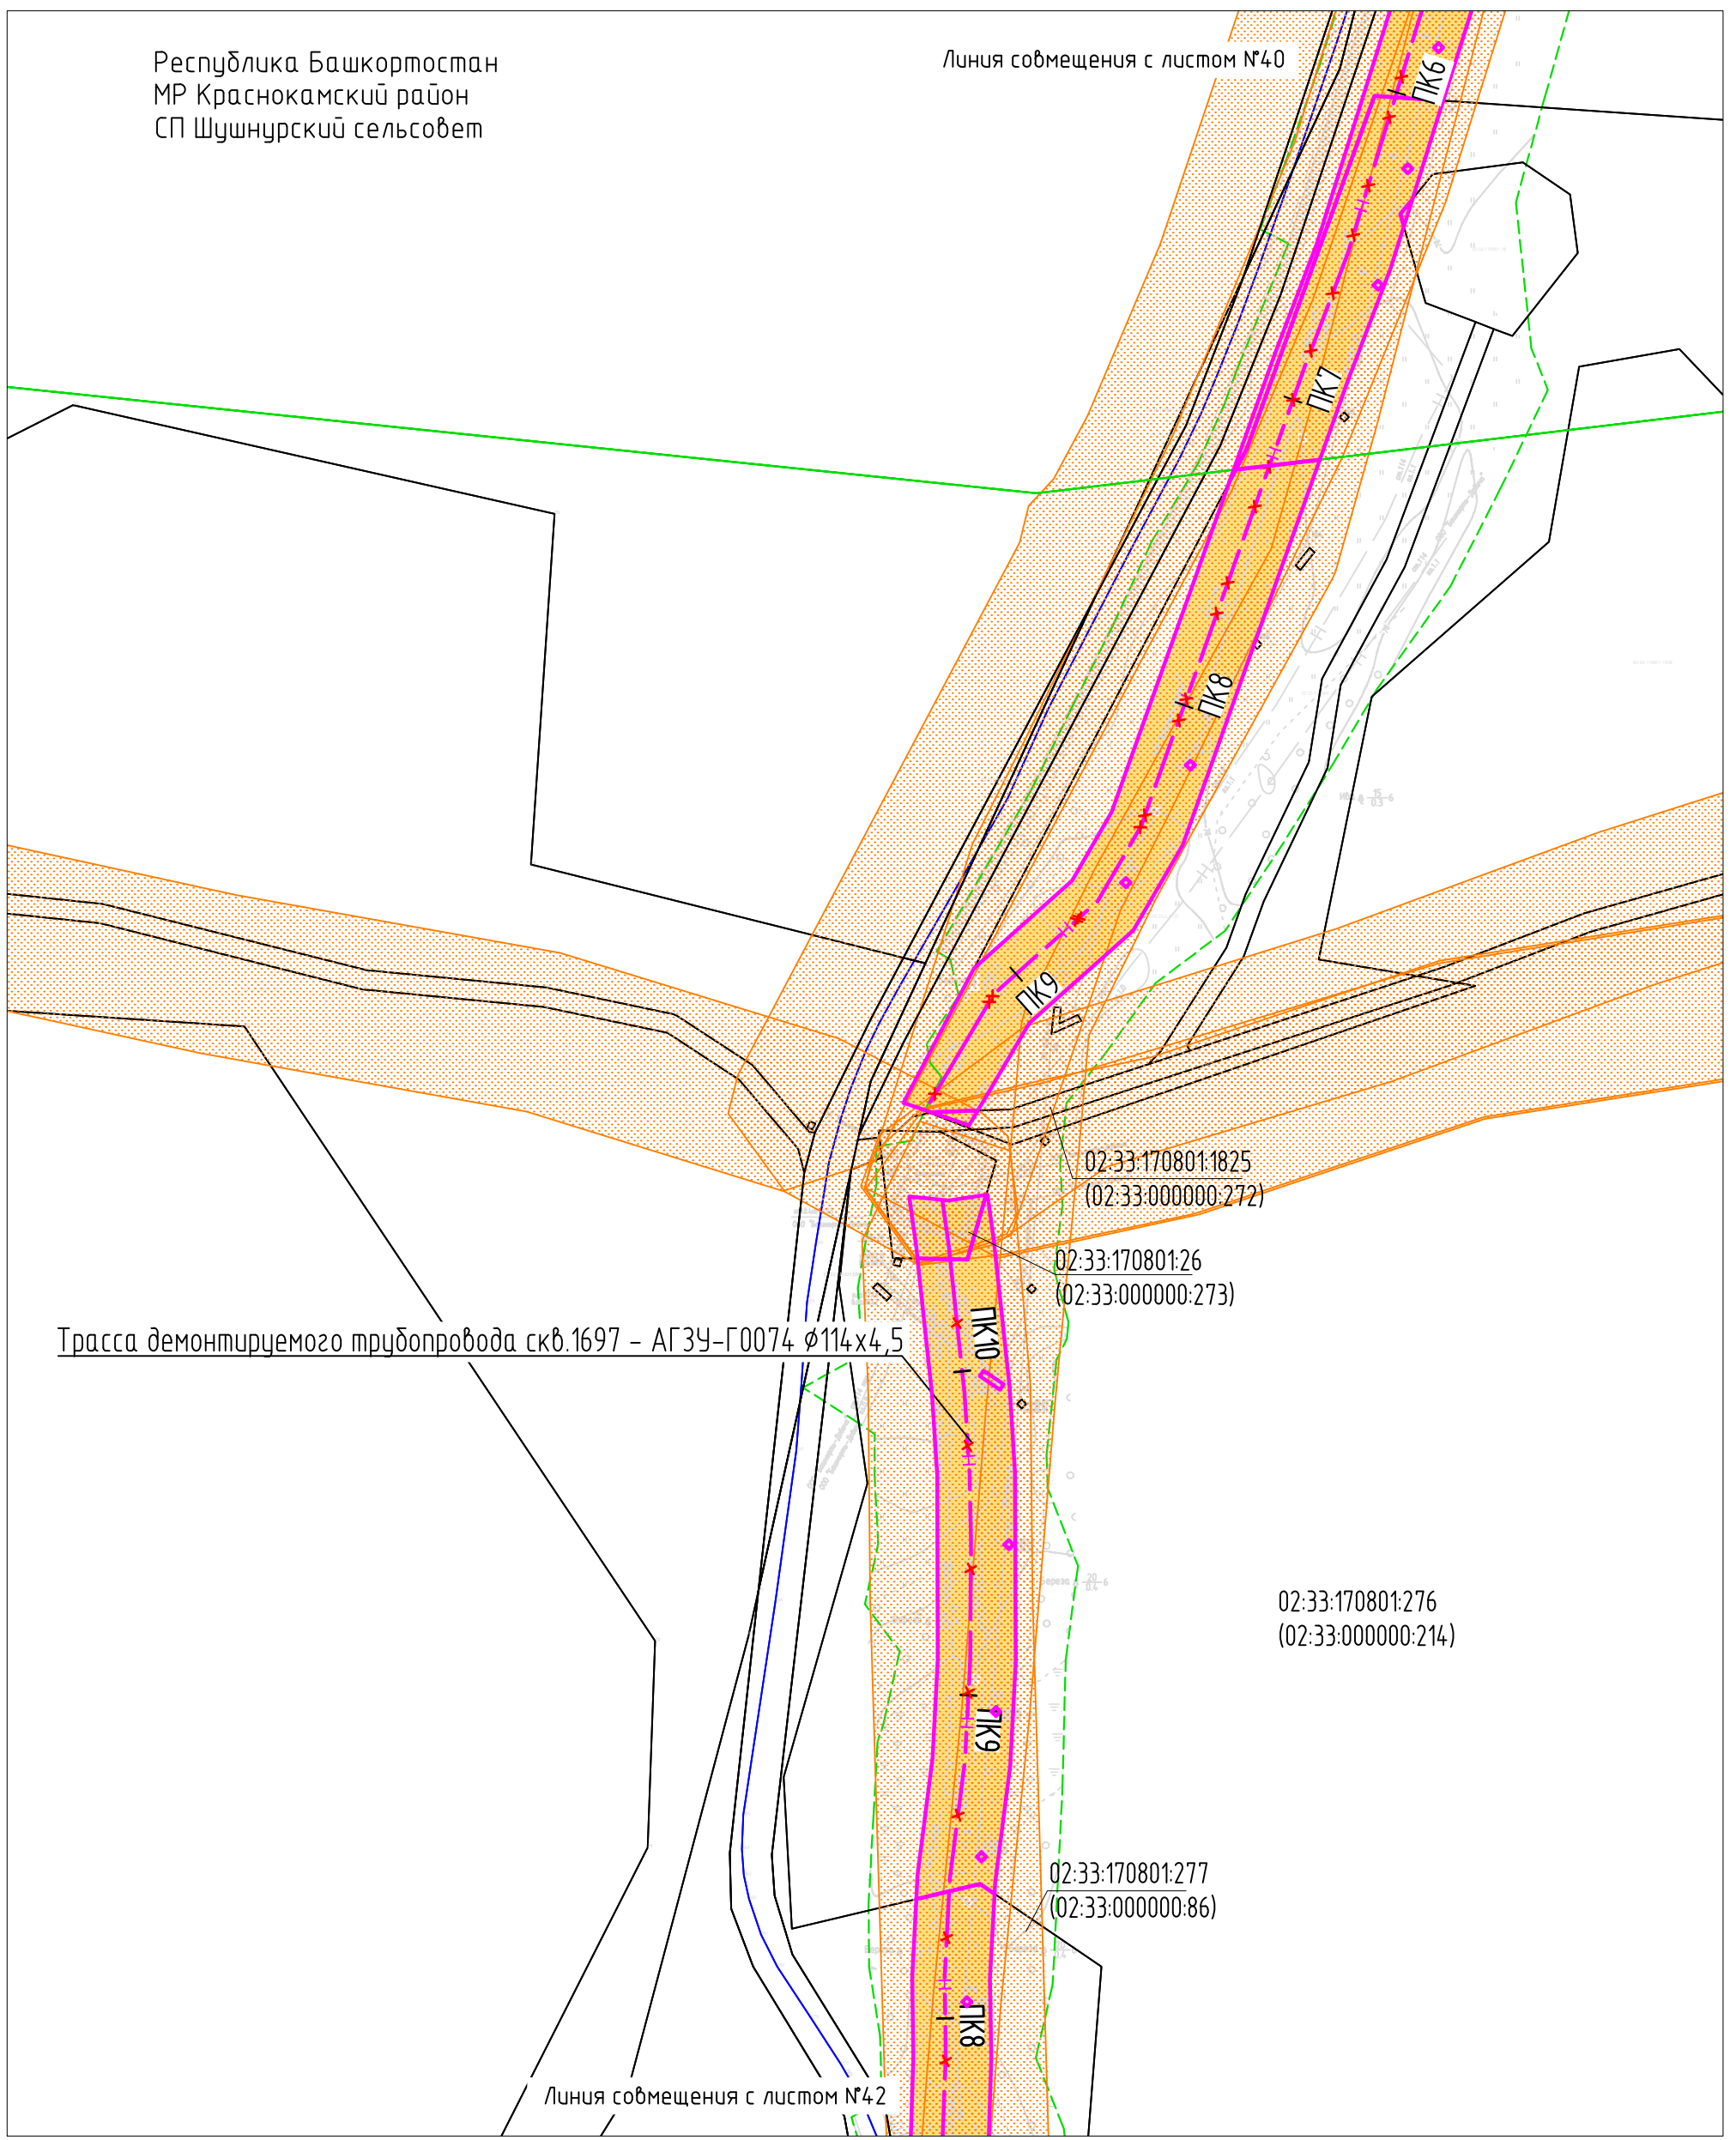 Республика Башкортостан
МР Краснокамский район
СП Шушнурский сельсовет
Линия совмещения с листом №40
ПК6
ПК7
ПК8
ПК9
02:33:170801:1825
(02:33:000000:272)
02:33:170801:26
(02:33:000000:273)
ПК10
Трасса демонтируемого трубопровода скв.1697 - АГЗУ-Г0074 Ø114х4,5
02:33:170801:276
(02:33:000000:214)
ПК9
02:33:170801:277
(02:33:000000:86)
ПК8
Линия совмещения с листом №42